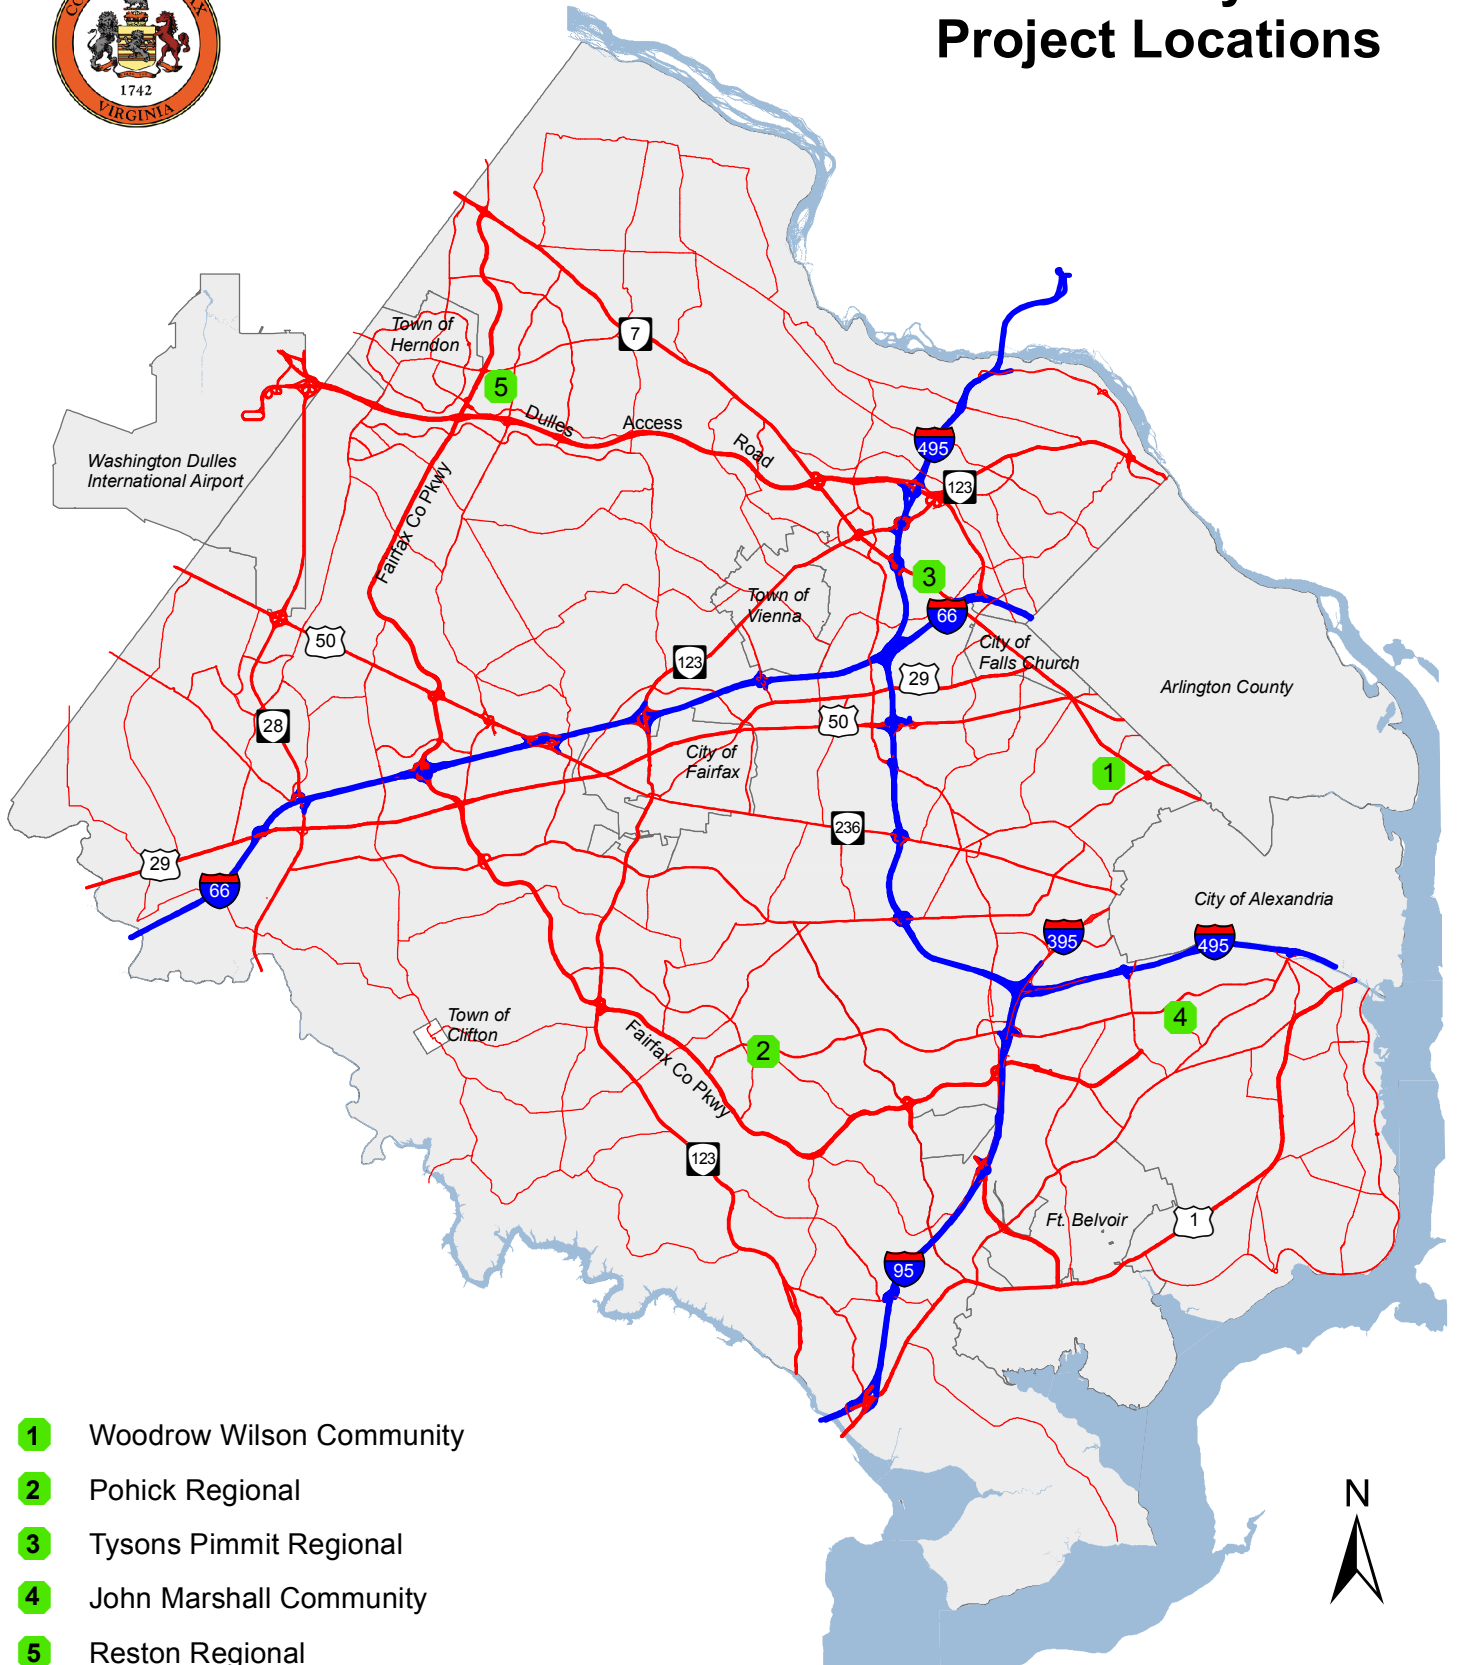 Project Locations
1742
VIRGINIA
Town of
Herndon
7
5
Dulles
Access
Road
495
123
Washington Dulles
International Airport
Fairfax Co Pkwy
3
Town of
Vienna
66
50
City of
Falls Church
123
29
Arlington County
28
50
City of
Fairfax
1
236
29
66
City of Alexandria
395
495
Town of
Clifton
4
Fairfax Co Pkwy
2
123
Ft. Belvoir
1
95
1 Woodrow Wilson Community
2 Pohick Regional
3 Tysons Pimmit Regional
4 John Marshall Community
5 Reston Regional
N